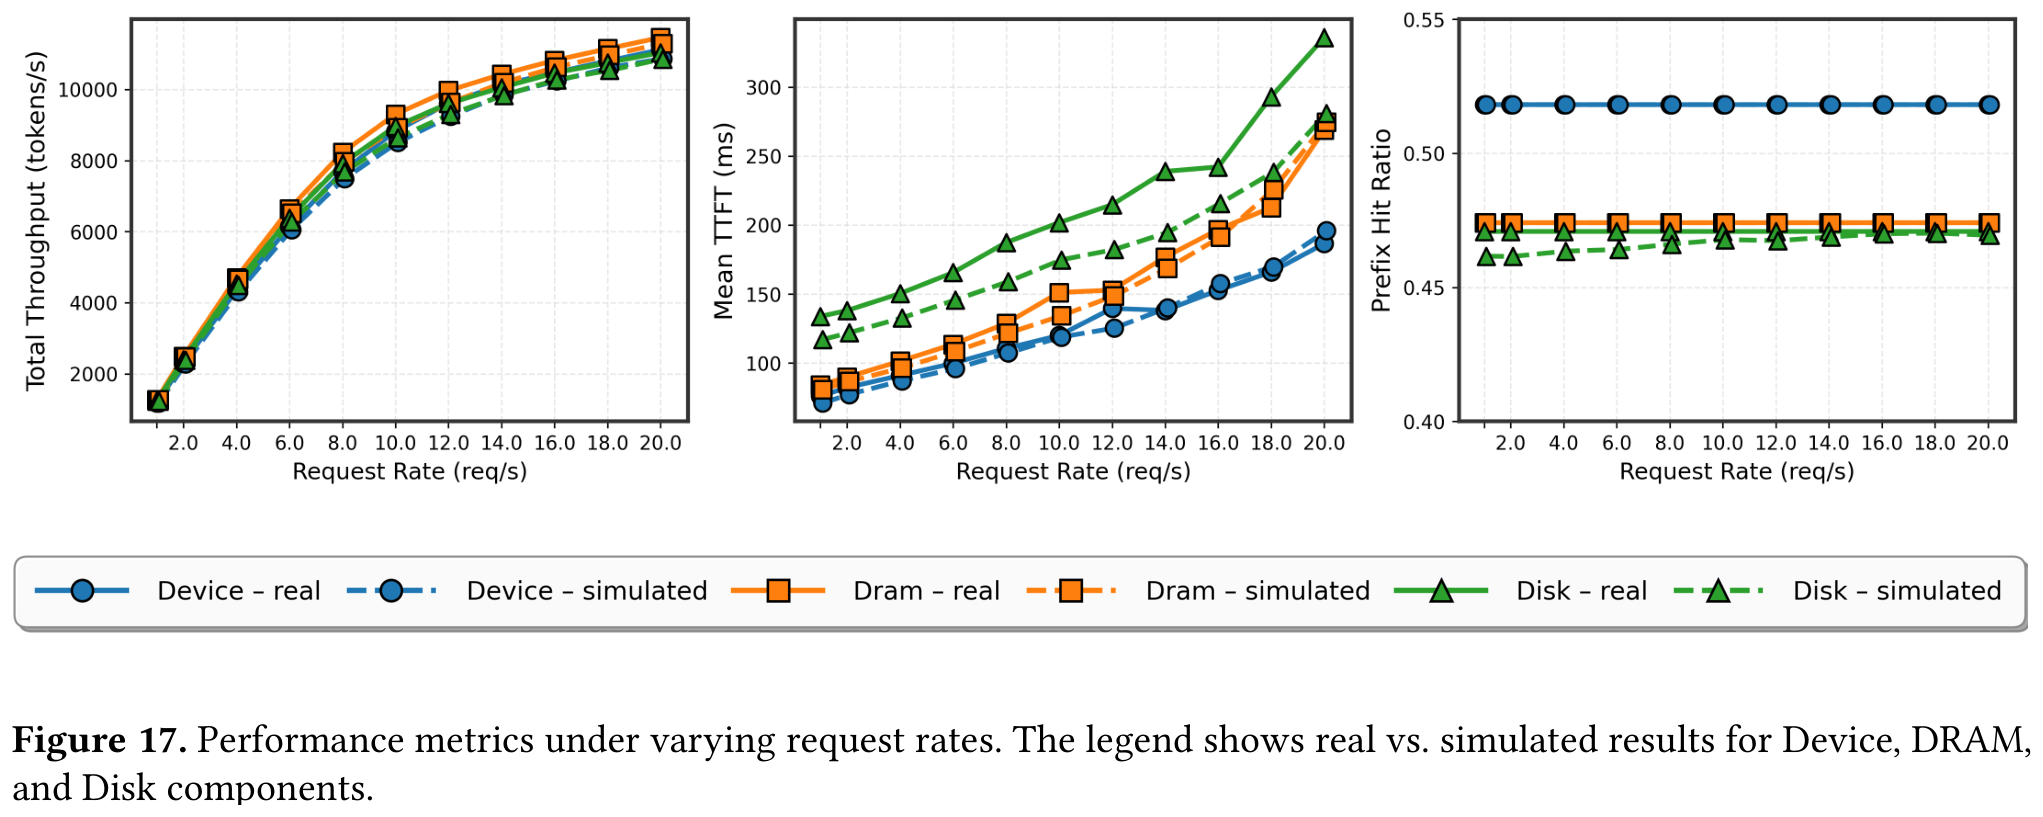 Total Throughput (tokens/s)
10000
8000
6000
4000
2000
2.0 4.0 6.0 8.0 10.0 12.0 14.0 16.0 18.0 20.0
Request Rate (req/s)
Mean TTFT (ms)
300
250
200
150
100
2.0 4.0 6.0 8.0 10.0 12.0 14.0 16.0 18.0 20.0
Request Rate (req/s)
Prefix Hit Ratio
0.55
0.50
0.45
0.40
2.0 4.0 6.0 8.0 10.0 12.0 14.0 16.0 18.0 20.0
Request Rate (req/s)
Device – real Device – simulated Dram – real Dram – simulated Disk – real Disk – simulated
Figure 17. Performance metrics under varying request rates. The legend shows real vs. simulated results for Device, DRAM,
and Disk components.